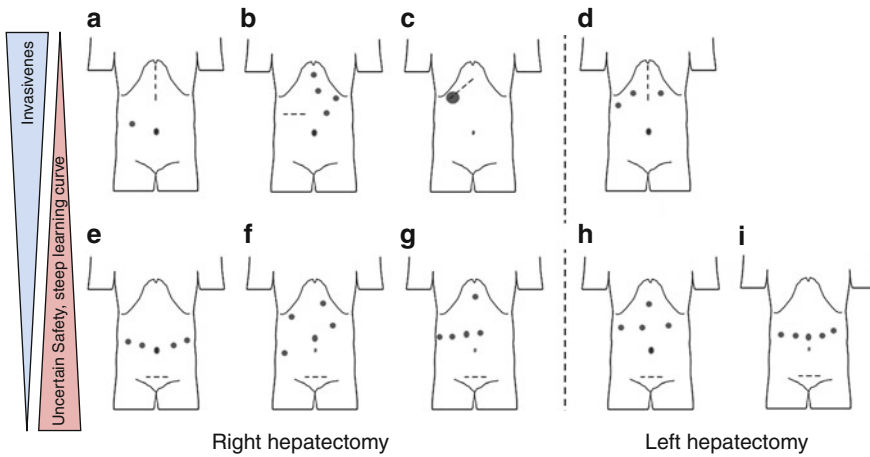 a b c d
Invasivenes
Uncertain Safety, steep learning curve
e f g h i
Right hepatectomy Left hepatectomy